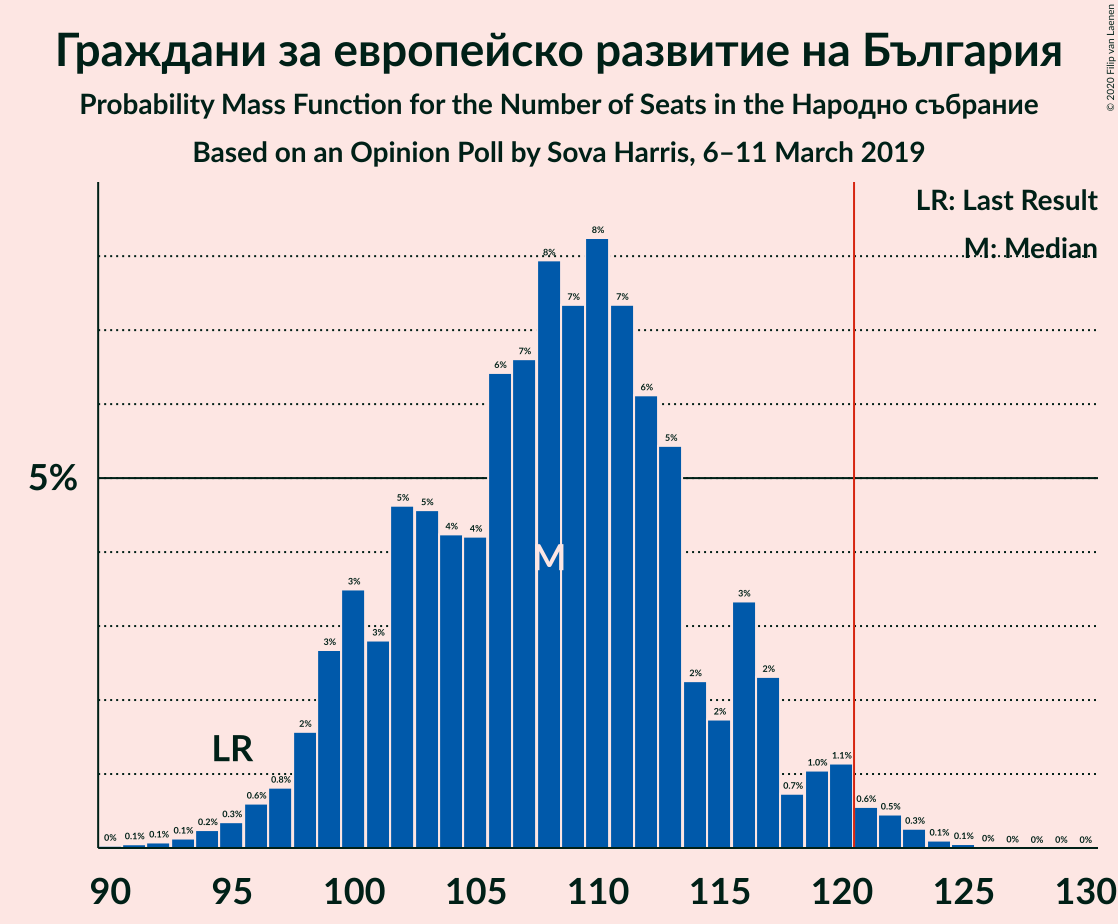 Граждани за европейско развитие на България
Probability Mass Function for the Number of Seats in the Народно събрание
Based on an Opinion Poll by Sova Harris, 6–11 March 2019
© 2020 Filip van Laenen
LR: Last Result
M: Median
5%
LR
M
0% 0.1% 0.1% 0.1% 0.2% 0.3% 0.6% 0.8% 2% 3% 3% 3% 5% 5% 4% 4% 6% 7% 8% 7% 8% 7% 6% 5% 2% 2% 3% 2% 0.7% 1.0% 1.1% 0.6% 0.5% 0.3% 0.1% 0.1% 0% 0% 0% 0% 0%
90 95 100 105 110 115 120 125 130